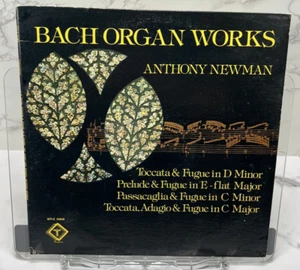 BACH ORGAN WORKS
ANTHONY NEWMAN
Toccata & Fugue in D Minor
Prelude & Fugue in E-flat Major
Passacaglia & Fugue in C Minor
Toccata, Adagio & Fugue in C Major